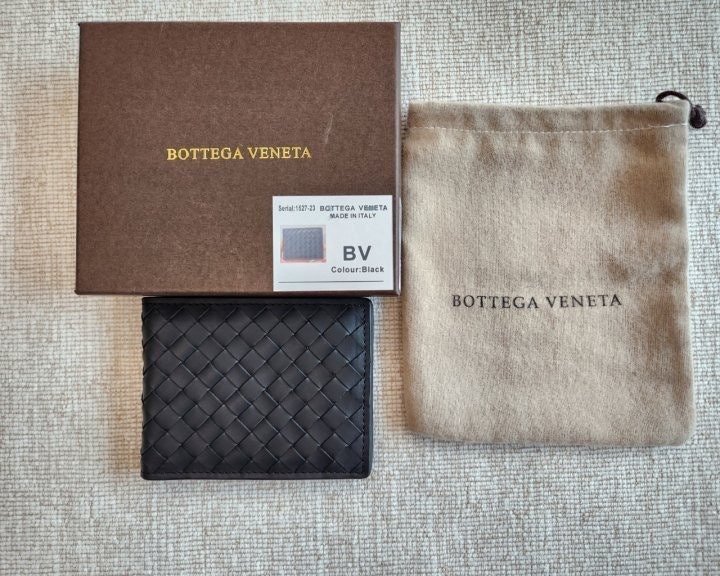 BOTTEGA VENETA
Serial:1527-23 BOTTEGA VENETA
MADE IN ITALY
BV
Colour:Black
BOTTEGA VENETA